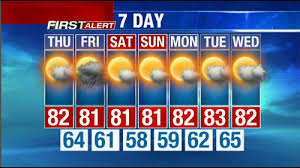 FIRST ALERT 7 DAY
THU FRI SAT SUN MON TUE WED
82 81 81 81 82 83 82
64 61 58 59 62 65